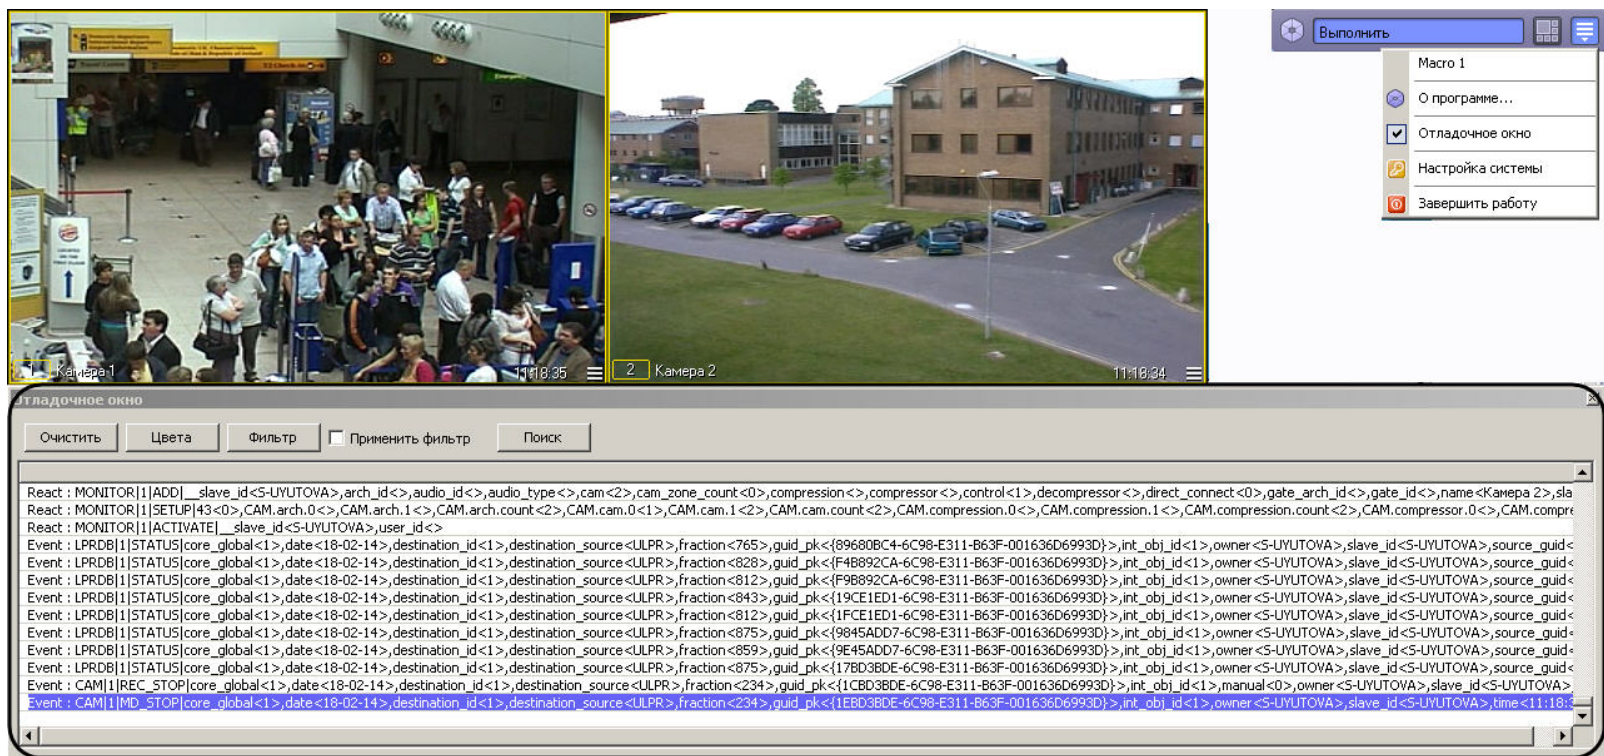 Domestic departures
International departures
Airport information
Travel Centre
T2 Check-in
Emergency
BURGER KING
1 Камера 1
11:18:35
2 Камера 2
11:18:34
Выполнить
Macro 1
О программе...
Отладочное окно
Настройка системы
Завершить работу
Отладочное окно
Очистить
Цвета
Фильтр
Применить фильтр
Поиск
React : MONITOR|1|ADD|__slave_id<S-UYUTOVA>,arch_id<>,audio_id<>,audio_type<>,cam<2>,cam_zone_count<0>,compression<>,compressor<>,control<1>,decompressor<>,direct_connect<0>,gate_arch_id<>,gate_id<>,name<Камера 2>,sla
React : MONITOR|1|SETUP|43<0>,CAM.arch.0<>,CAM.arch.1<>,CAM.arch.count<2>,CAM.cam.0<1>,CAM.cam.1<2>,CAM.cam.count<2>,CAM.compression.0<>,CAM.compression.1<>,CAM.compression.count<2>,CAM.compressor.0<>,CAM.compre
React : MONITOR|1|ACTIVATE|__slave_id<S-UYUTOVA>,user_id<>
Event : LPRDB|1|STATUS|core_global<1>,date<18-02-14>,destination_id<1>,destination_source<ULPR>,fraction<765>,guid_pk<{89680BC4-6C98-E311-B63F-001636D6993D}>,int_obj_id<1>,owner<S-UYUTOVA>,slave_id<S-UYUTOVA>,source_guid<
Event : LPRDB|1|STATUS|core_global<1>,date<18-02-14>,destination_id<1>,destination_source<ULPR>,fraction<828>,guid_pk<{F4B892CA-6C98-E311-B63F-001636D6993D}>,int_obj_id<1>,owner<S-UYUTOVA>,slave_id<S-UYUTOVA>,source_guid<
Event : LPRDB|1|STATUS|core_global<1>,date<18-02-14>,destination_id<1>,destination_source<ULPR>,fraction<812>,guid_pk<{F9B892CA-6C98-E311-B63F-001636D6993D}>,int_obj_id<1>,owner<S-UYUTOVA>,slave_id<S-UYUTOVA>,source_guid<
Event : LPRDB|1|STATUS|core_global<1>,date<18-02-14>,destination_id<1>,destination_source<ULPR>,fraction<843>,guid_pk<{19CE1ED1-6C98-E311-B63F-001636D6993D}>,int_obj_id<1>,owner<S-UYUTOVA>,slave_id<S-UYUTOVA>,source_guid<
Event : LPRDB|1|STATUS|core_global<1>,date<18-02-14>,destination_id<1>,destination_source<ULPR>,fraction<812>,guid_pk<{1FCE1ED1-6C98-E311-B63F-001636D6993D}>,int_obj_id<1>,owner<S-UYUTOVA>,slave_id<S-UYUTOVA>,source_guid<
Event : LPRDB|1|STATUS|core_global<1>,date<18-02-14>,destination_id<1>,destination_source<ULPR>,fraction<875>,guid_pk<{9845ADD7-6C98-E311-B63F-001636D6993D}>,int_obj_id<1>,owner<S-UYUTOVA>,slave_id<S-UYUTOVA>,source_guid<
Event : LPRDB|1|STATUS|core_global<1>,date<18-02-14>,destination_id<1>,destination_source<ULPR>,fraction<859>,guid_pk<{9E45ADD7-6C98-E311-B63F-001636D6993D}>,int_obj_id<1>,owner<S-UYUTOVA>,slave_id<S-UYUTOVA>,source_guid<
Event : LPRDB|1|STATUS|core_global<1>,date<18-02-14>,destination_id<1>,destination_source<ULPR>,fraction<875>,guid_pk<{17BD3BDE-6C98-E311-B63F-001636D6993D}>,int_obj_id<1>,owner<S-UYUTOVA>,slave_id<S-UYUTOVA>,source_guid<
Event : CAM|1|REC_STOP|core_global<1>,date<18-02-14>,destination_id<1>,destination_source<ULPR>,fraction<234>,guid_pk<{1CBD3BDE-6C98-E311-B63F-001636D6993D}>,int_obj_id<1>,manual<0>,owner<S-UYUTOVA>,slave_id<S-UYUTOVA>,
Event : CAM|1|MD_STOP|core_global<1>,date<18-02-14>,destination_id<1>,destination_source<ULPR>,fraction<234>,guid_pk<{1EBD3BDE-6C98-E311-B63F-001636D6993D}>,int_obj_id<1>,owner<S-UYUTOVA>,slave_id<S-UYUTOVA>,time<11:18:3